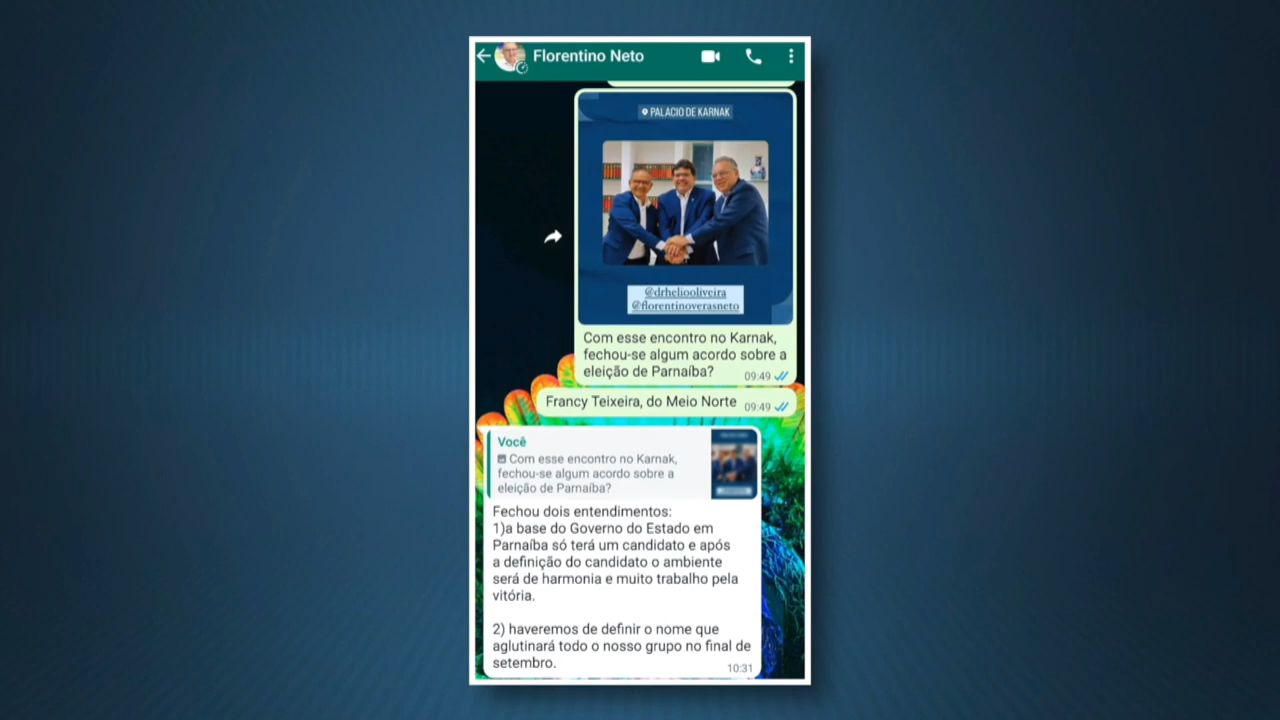 Florentino Neto
PALACIO DE KARNAK
@drheliooliveira
@florentinoverasneto
Com esse encontro no Karnak,
fechou-se algum acordo sobre a
eleição de Parnaíba?
09:49
Francy Teixeira, do Meio Norte
09:49
Você
Com esse encontro no Karnak,
fechou-se algum acordo sobre a
eleição de Parnaíba?
Fechou dois entendimentos:
1)a base do Governo do Estado em
Parnaíba só terá um candidato e após
a definição do candidato o ambiente
será de harmonia e muito trabalho pela
vitória.
2) haveremos de definir o nome que
aglutinará todo o nosso grupo no final de
setembro.
10:31